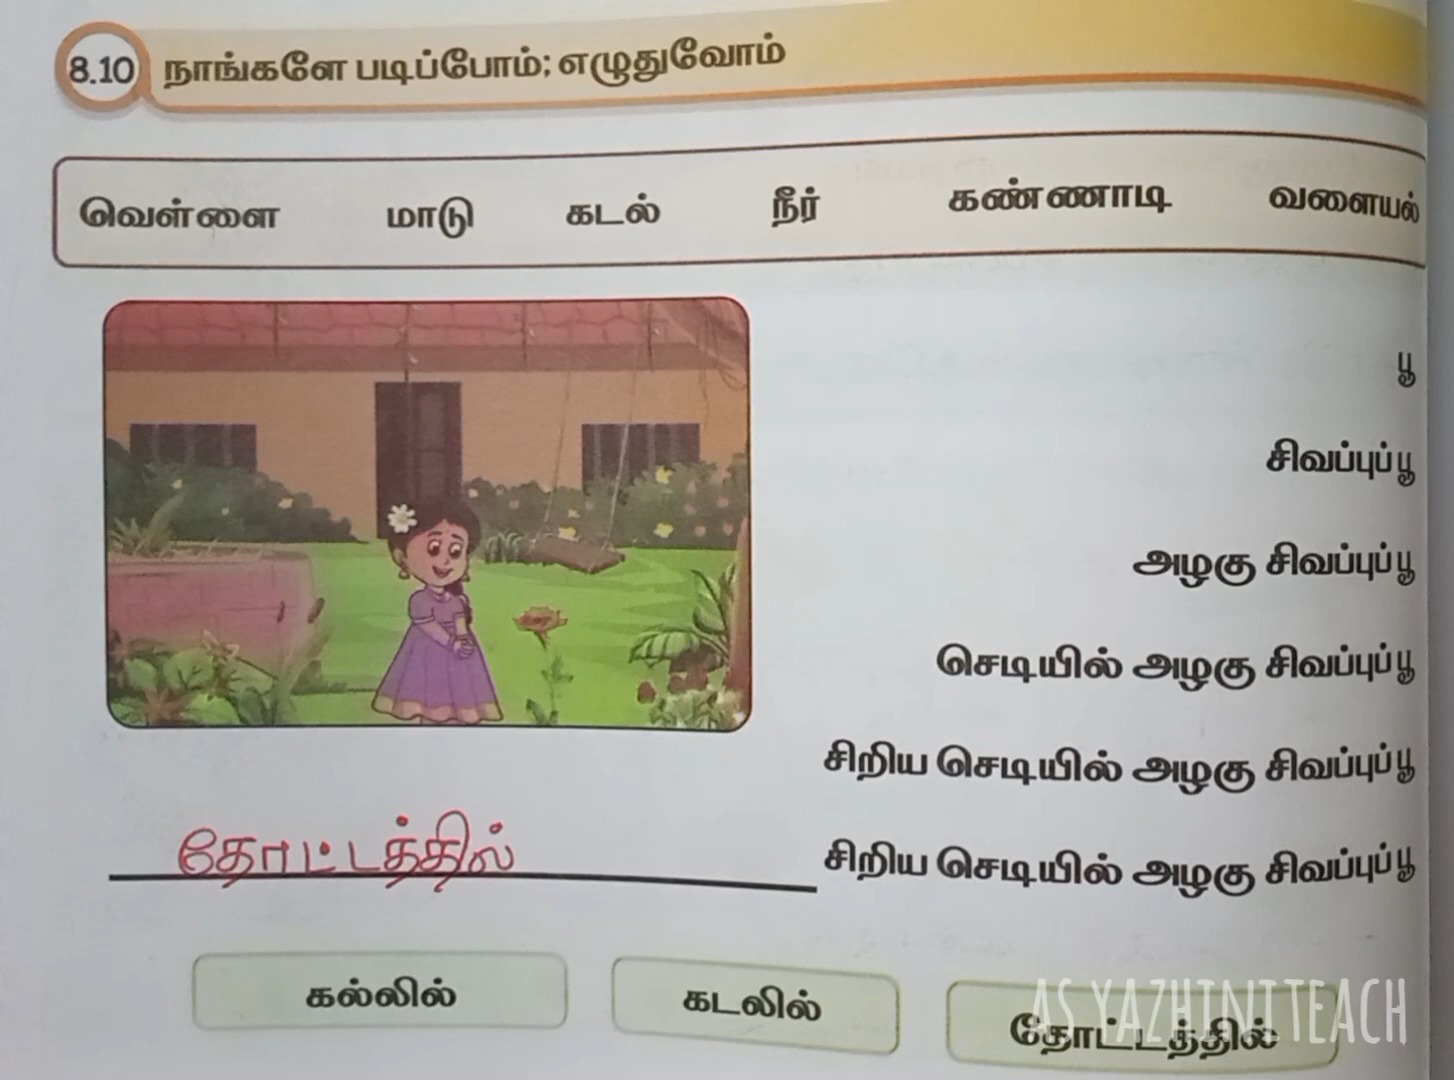 8.10 நாங்களே படிப்போம்; எழுதுவோம்
வெள்ளை மாடு கடல் நீர் கண்ணாடி வளையல்
பூ
சிவப்புப் பூ
அழகு சிவப்புப் பூ
செடியில் அழகு சிவப்புப் பூ
சிறிய செடியில் அழகு சிவப்புப் பூ
தோட்டத்தில் சிறிய செடியில் அழகு சிவப்புப் பூ
கல்லில் கடலில் தோட்டத்தில்
AS YAZHINI TEACH